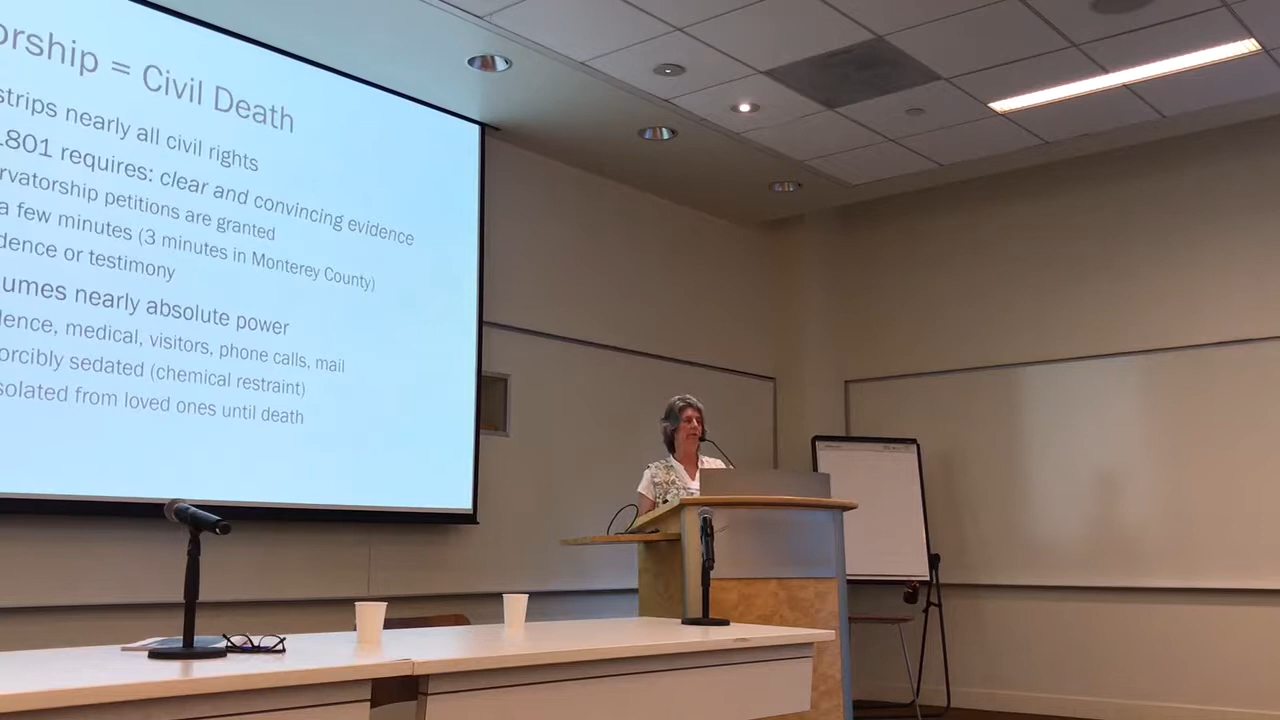 orship = Civil Death
strips nearly all civil rights
1801 requires: clear and convincing evidence
rvatorship petitions are granted
a few minutes (3 minutes in Monterey County)
dence or testimony
umes nearly absolute power
dence, medical, visitors, phone calls, mail
orcibly sedated (chemical restraint)
solated from loved ones until death